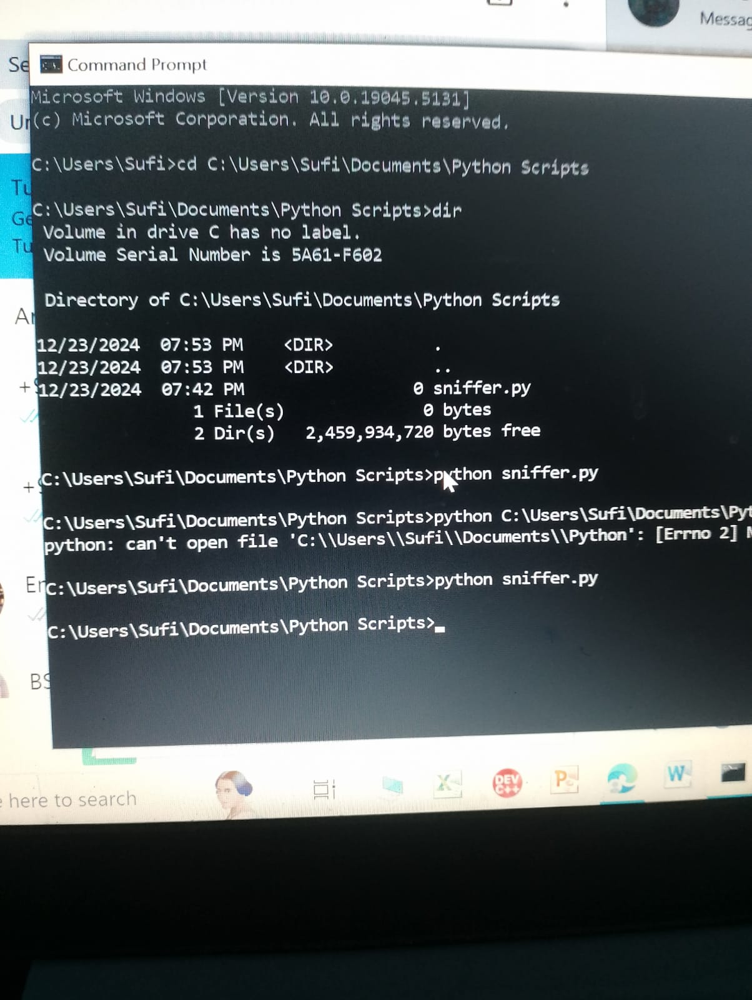 Messag
Se
Command Prompt
Microsoft Windows [Version 10.0.19045.5131]
Ur
(c) Microsoft Corporation. All rights reserved.
C:\Users\Sufi>cd C:\Users\Sufi\Documents\Python Scripts
Tu
C:\Users\Sufi\Documents\Python Scripts>dir
Ge
Volume in drive C has no label.
Tu
Volume Serial Number is 5A61-F602
Directory of C:\Users\Sufi\Documents\Python Scripts
12/23/2024 07:53 PM <DIR> .
12/23/2024 07:53 PM <DIR> ..
12/23/2024 07:42 PM 0 sniffer.py
1 File(s) 0 bytes
2 Dir(s) 2,459,934,720 bytes free
C:\Users\Sufi\Documents\Python Scripts>python sniffer.py
C:\Users\Sufi\Documents\Python Scripts>python C:\Users\Sufi\Documents\Pyt
python: can't open file 'C:\\Users\\Sufi\\Documents\\Python': [Errno 2] N
C:\Users\Sufi\Documents\Python Scripts>python sniffer.py
C:\Users\Sufi\Documents\Python Scripts>
BS
DEV
C++
P
W
here to search